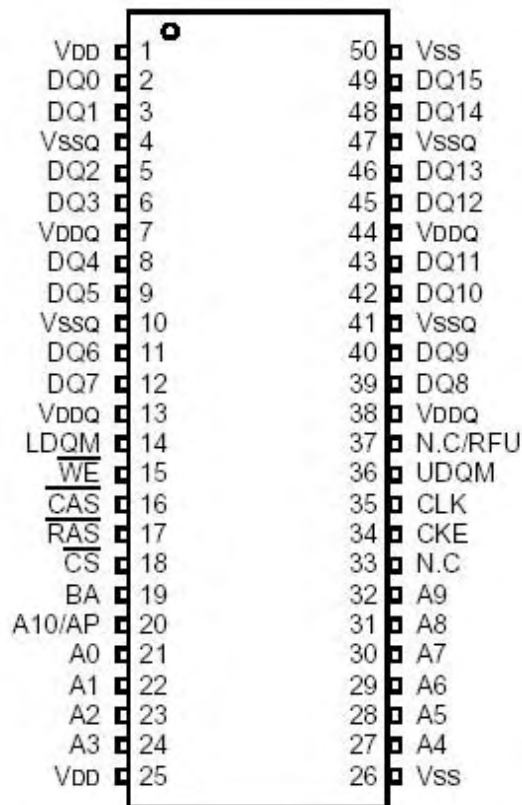 VDD 1 50 VSS
DQ0 2 49 DQ15
DQ1 3 48 DQ14
VSSQ 4 47 VSSQ
DQ2 5 46 DQ13
DQ3 6 45 DQ12
VDDQ 7 44 VDDQ
DQ4 8 43 DQ11
DQ5 9 42 DQ10
VSSQ 10 41 VSSQ
DQ6 11 40 DQ9
DQ7 12 39 DQ8
VDDQ 13 38 VDDQ
LDQM 14 37 N.C/RFU
W̅E̅ 15 36 UDQM
C̅A̅S̅ 16 35 CLK
R̅A̅S̅ 17 34 CKE
C̅S̅ 18 33 N.C
BA 19 32 A9
A10/AP 20 31 A8
A0 21 30 A7
A1 22 29 A6
A2 23 28 A5
A3 24 27 A4
VDD 25 26 VSS